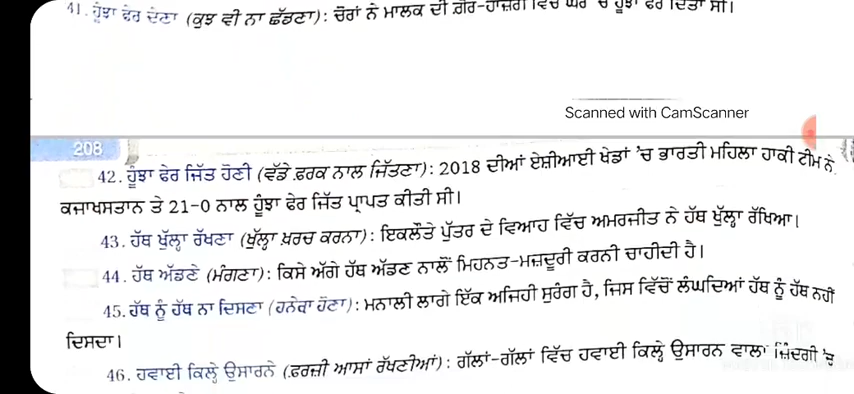 41. ਹੂੰਝਾ ਫੇਰ ਦੇਣਾ (ਕੁਝ ਵੀ ਨਾ ਛੱਡਣਾ): ਚੋਰਾਂ ਨੇ ਮਾਲਕ ਦੀ ਗ਼ੈਰ-ਹਾਜ਼ਰੀ ਵਿੱਚ ਘਰ 'ਚ ਹੂੰਝਾ ਫੇਰ ਦਿੱਤਾ ਸੀ।
Scanned with CamScanner
208
42. ਹੂੰਝਾ ਫੇਰ ਜਿੱਤ ਹੋਣੀ (ਵੱਡੇ ਫ਼ਰਕ ਨਾਲ ਜਿੱਤਣਾ): 2018 ਦੀਆਂ ਏਸ਼ੀਆਈ ਖੇਡਾਂ 'ਚ ਭਾਰਤੀ ਮਹਿਲਾ ਹਾਕੀ ਟੀਮ ਨੇ
ਕਜਾਖਸਤਾਨ ਤੇ 21-0 ਨਾਲ ਹੂੰਝਾ ਫੇਰ ਜਿੱਤ ਪ੍ਰਾਪਤ ਕੀਤੀ ਸੀ।
43. ਹੱਥ ਖੁੱਲ੍ਹਾ ਰੱਖਣਾ (ਖੁੱਲ੍ਹਾ ਖ਼ਰਚ ਕਰਨਾ): ਇਕਲੌਤੇ ਪੁੱਤਰ ਦੇ ਵਿਆਹ ਵਿੱਚ ਅਮਰਜੀਤ ਨੇ ਹੱਥ ਖੁੱਲ੍ਹਾ ਰੱਖਿਆ।
44. ਹੱਥ ਅੱਡਣੇ (ਮੰਗਣਾ): ਕਿਸੇ ਅੱਗੇ ਹੱਥ ਅੱਡਣ ਨਾਲੋਂ ਮਿਹਨਤ-ਮਜ਼ਦੂਰੀ ਕਰਨੀ ਚਾਹੀਦੀ ਹੈ।
45. ਹੱਥ ਨੂੰ ਹੱਥ ਨਾ ਦਿਸਣਾ (ਹਨੇਰਾ ਹੋਣਾ): ਮਨਾਲੀ ਲਾਗੇ ਇੱਕ ਅਜਿਹੀ ਸੁਰੰਗ ਹੈ, ਜਿਸ ਵਿੱਚੋਂ ਲੰਘਦਿਆਂ ਹੱਥ ਨੂੰ ਹੱਥ ਨਹੀਂ
ਦਿਸਦਾ।
46. ਹਵਾਈ ਕਿਲ੍ਹੇ ਉਸਾਰਨੇ (ਫ਼ਰਜ਼ੀ ਆਸਾਂ ਰੱਖਣੀਆਂ): ਗੱਲਾਂ-ਗੱਲਾਂ ਵਿੱਚ ਹਵਾਈ ਕਿਲ੍ਹੇ ਉਸਾਰਨ ਵਾਲਾ ਜ਼ਿੰਦਗੀ 'ਚ